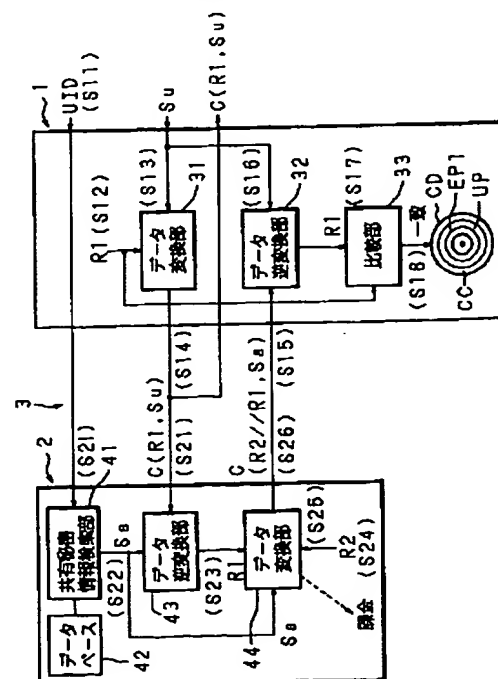 2
3
データ
ベース
42
共有秘密
情報検索部
41
(S21)
(S22)
Sa
データ
逆変換部
43
C(R1,Su)
(S21)
(S23)
R1
データ
変換部
44
Sa
C
(R2//R1,Sa)
(S26)
(S25)
R2
(S24)
課金
1
UID
(S11)
R1(S12)
(S13)
Su
データ
変換部
31
(S14)
C(R1,Su)
(S16)
データ
逆変換部
32
(S15)
R1
(S17)
比較部
33
(S18)
一致
CD
EP1
UP
CC